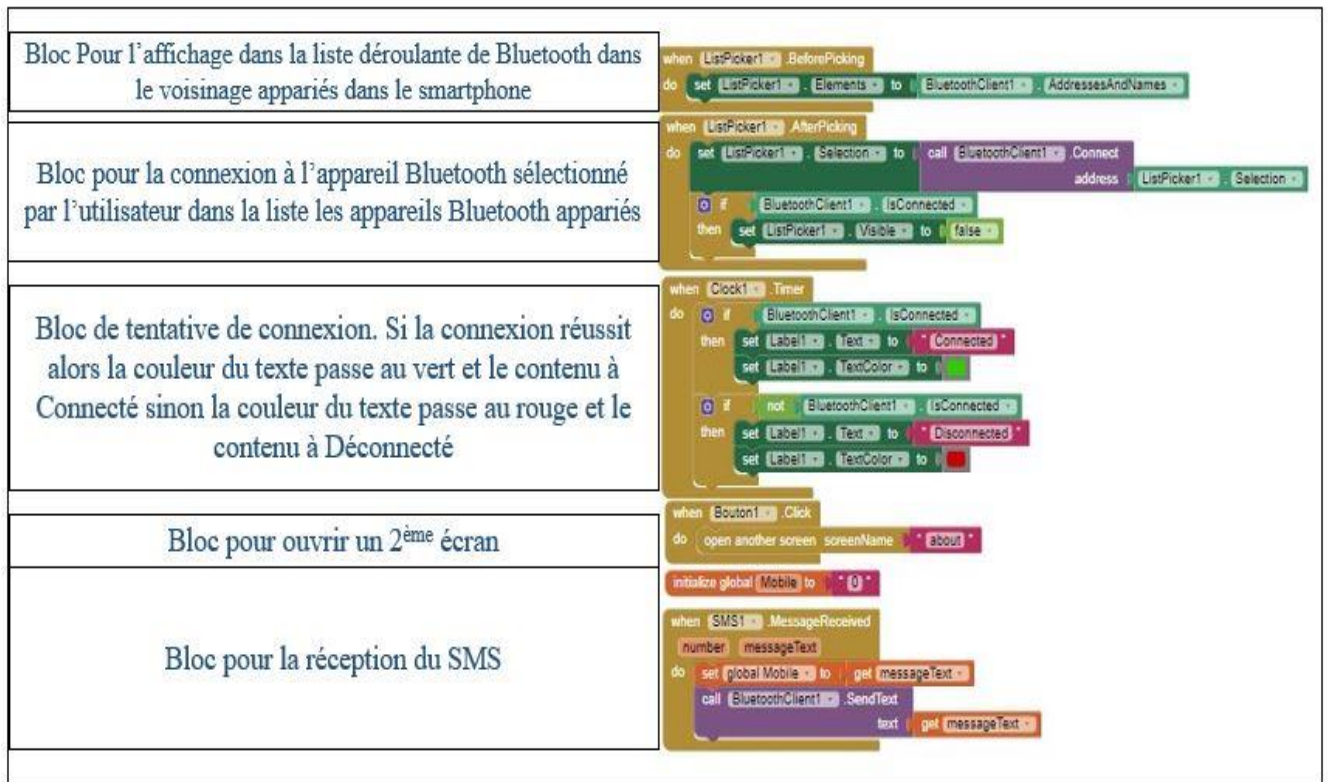 Bloc Pour l'affichage dans la liste déroulante de Bluetooth dans
le voisinage appariés dans le smartphone
when ListPicker1 .BeforePicking
do set ListPicker1 . Elements to BluetoothClient1 . AddressesAndNames
Bloc pour la connexion à l'appareil Bluetooth sélectionné
par l'utilisateur dans la liste les appareils Bluetooth appariés
when ListPicker1 .AfterPicking
do set ListPicker1 . Selection to call BluetoothClient1 .Connect
address ListPicker1 . Selection
if BluetoothClient1 . IsConnected
then set ListPicker1 . Visible to false
Bloc de tentative de connexion. Si la connexion réussit
alors la couleur du texte passe au vert et le contenu à
Connecté sinon la couleur du texte passe au rouge et le
contenu à Déconnecté
when Clock1 .Timer
do if BluetoothClient1 . IsConnected
then set Label1 . Text to " Connected "
set Label1 . TextColor to
if not BluetoothClient1 . IsConnected
then set Label1 . Text to " Disconnected "
set Label1 . TextColor to
Bloc pour ouvrir un 2ème écran
when Bouton1 .Click
do open another screen screenName " about "
Bloc pour la réception du SMS
initialize global Mobile to " 0 "
when SMS1 .MessageReceived
number messageText
do set global Mobile to get messageText
call BluetoothClient1 .SendText
text get messageText